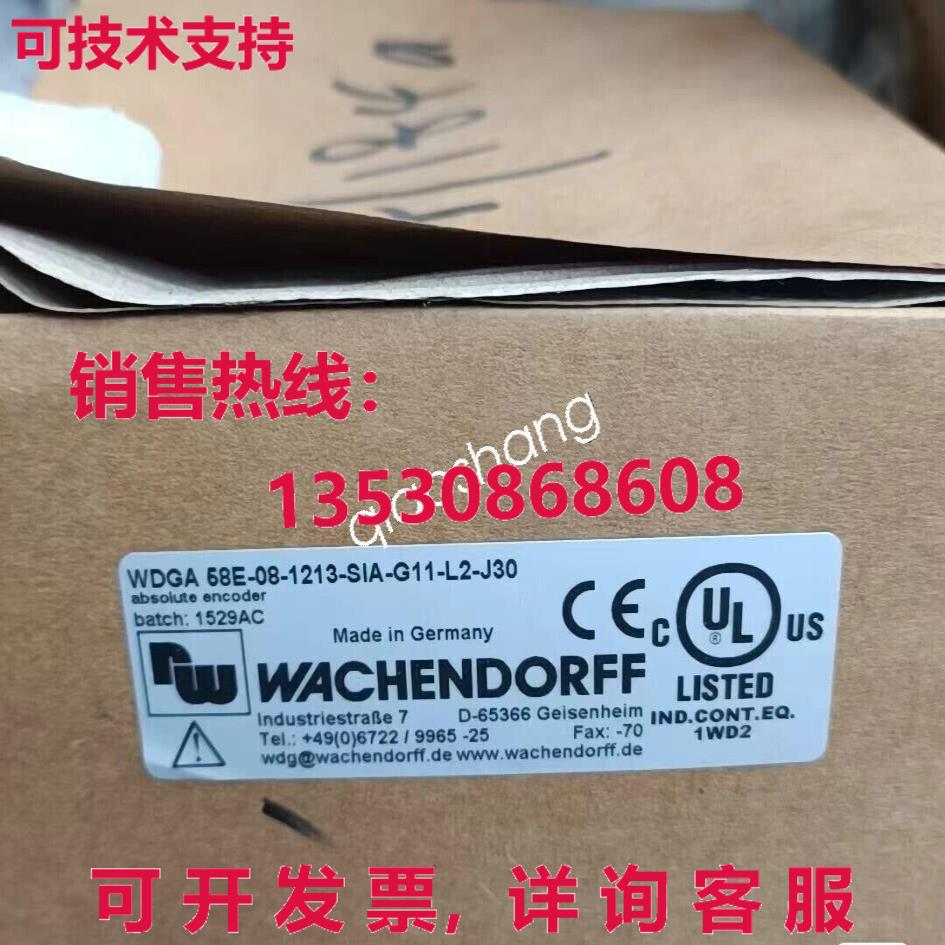 可技术支持
销售热线：
qiaochang
13530868608
WDGA 58E-08-1213-SIA-G11-L2-J30
absolute encoder
batch: 1529AC
Made in Germany
CE
c UL US
®
LISTED
IND.CONT.EQ.
1WD2
WACHENDORFF
Industriestraße 7 D-65366 Geisenheim
Tel.: +49(0)6722 / 9965 -25 Fax: -70
wdg@wachendorff.de www.wachendorff.de
可开发票, 详询客服